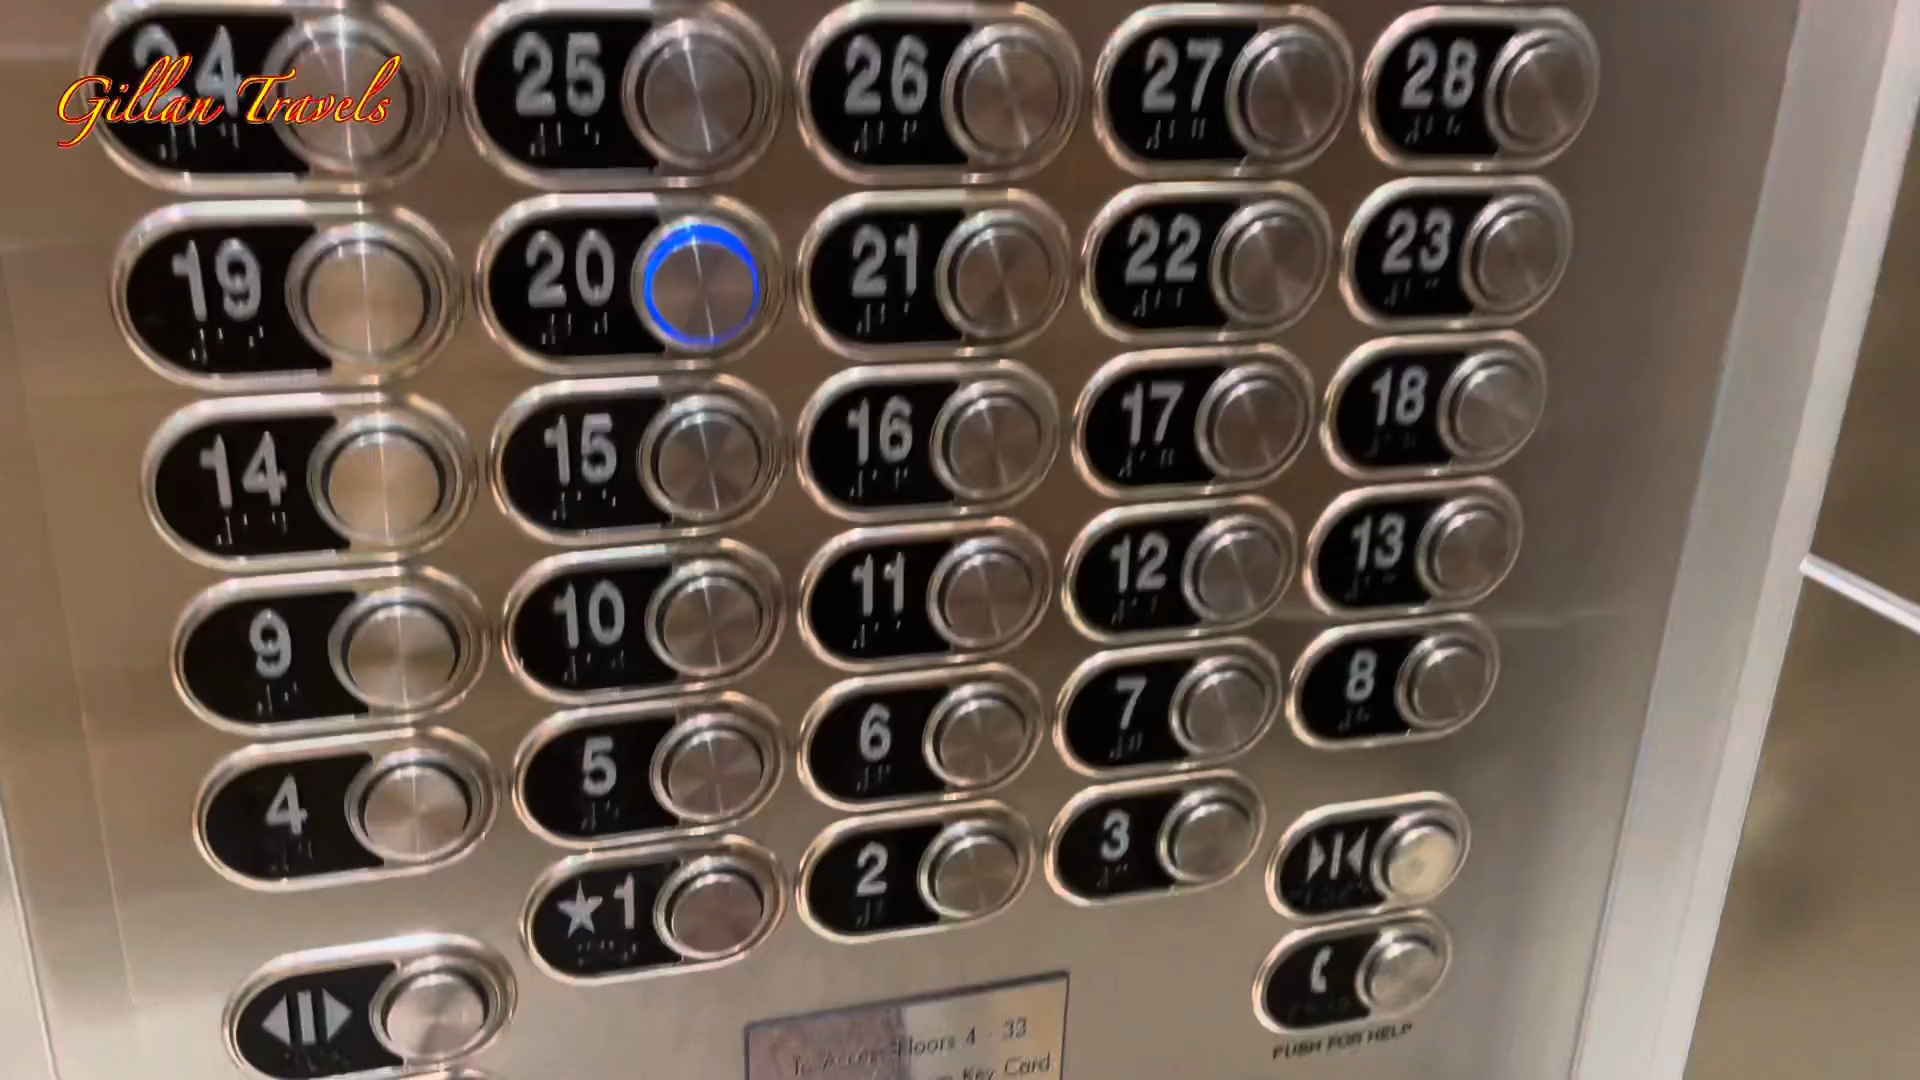 Gillan Travels
24 25 26 27 28
19 20 21 22 23
14 15 16 17 18
9 10 11 12 13
4 5 6 7 8
★1 2 3
PUSH FOR HELP
To Access Floors 4 - 33
Key Card